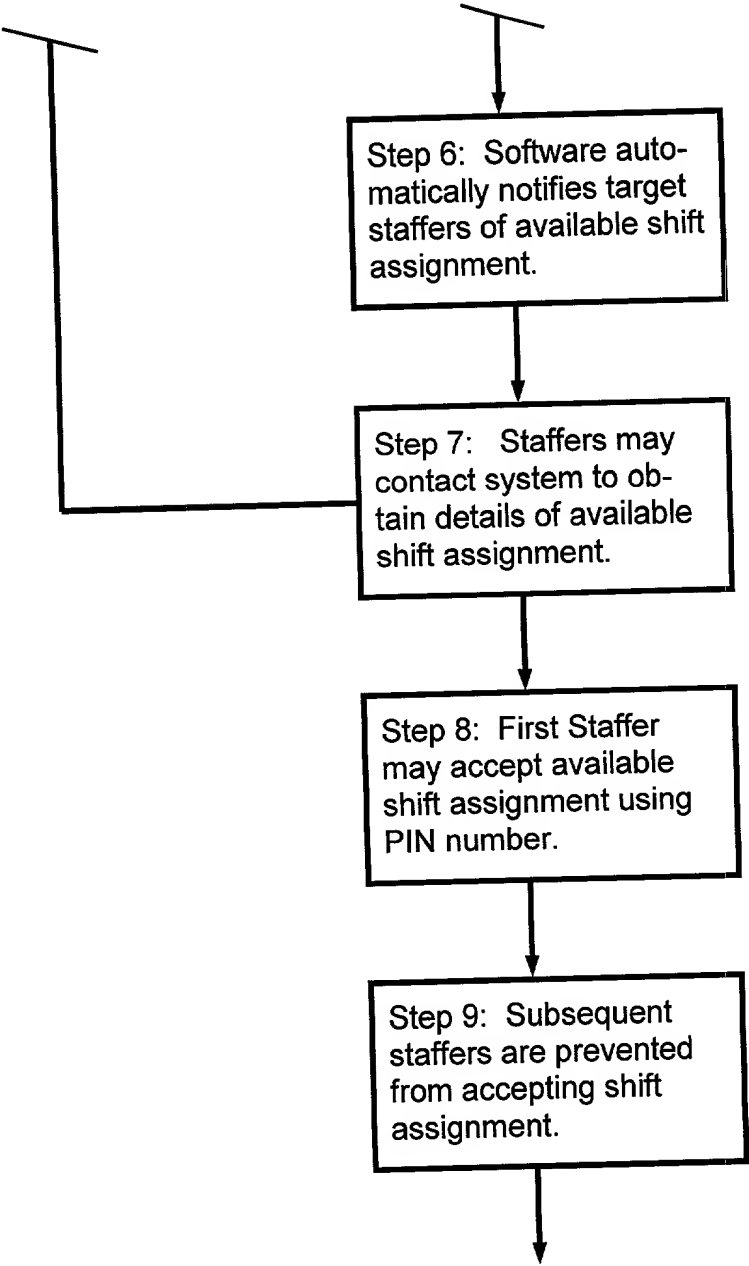 Step 6: Software auto-
matically notifies target
staffers of available shift
assignment.
Step 7: Staffers may
contact system to ob-
tain details of available
shift assignment.
Step 8: First Staffer
may accept available
shift assignment using
PIN number.
Step 9: Subsequent
staffers are prevented
from accepting shift
assignment.